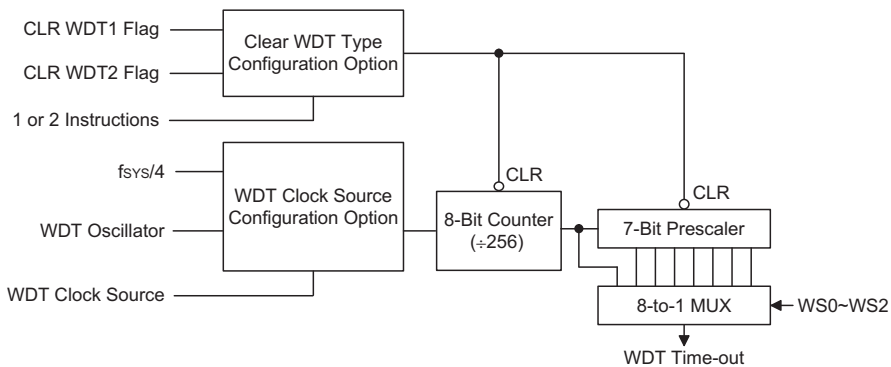 CLR WDT1 Flag
CLR WDT2 Flag
1 or 2 Instructions
Clear WDT Type
Configuration Option
fSYS/4
WDT Oscillator
WDT Clock Source
WDT Clock Source
Configuration Option
CLR
8-Bit Counter
(÷256)
CLR
7-Bit Prescaler
8-to-1 MUX
WS0~WS2
WDT Time-out